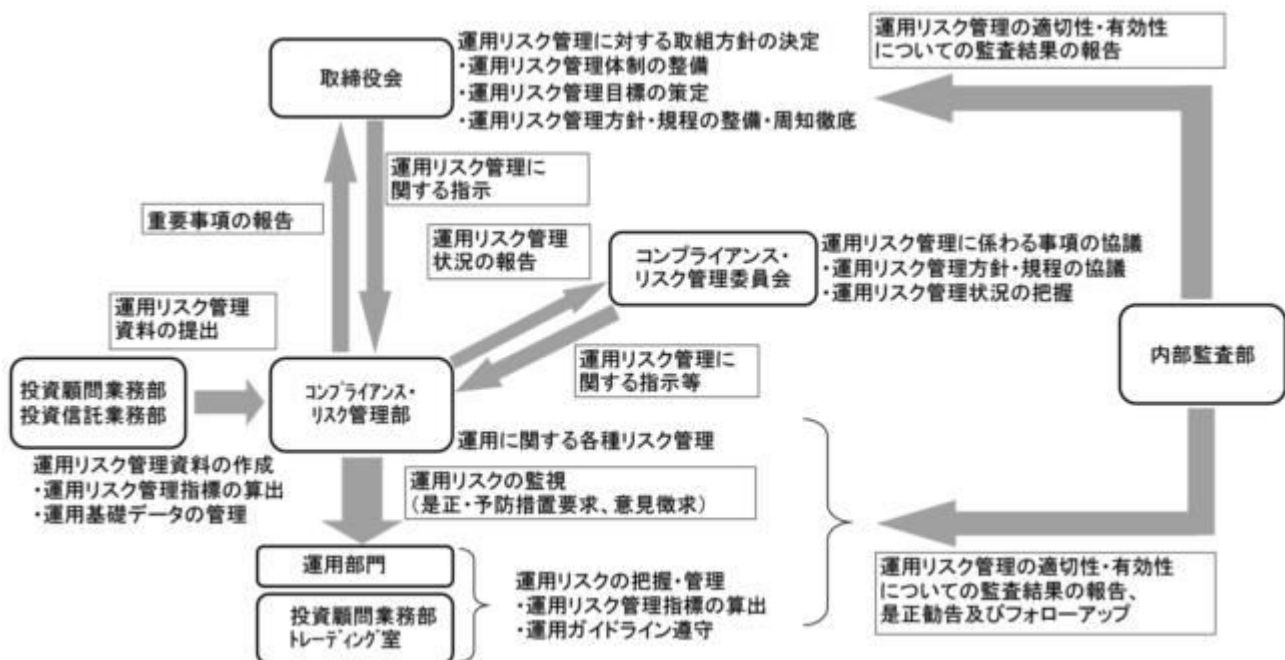 取締役会
運用リスク管理に対する取組方針の決定
・運用リスク管理体制の整備
・運用リスク管理目標の策定
・運用リスク管理方針・規程の整備・周知徹底
運用リスク管理の適切性・有効性
についての監査結果の報告
運用リスク管理に
関する指示
重要事項の報告
運用リスク管理
状況の報告
コンプライアンス・
リスク管理委員会
運用リスク管理に係わる事項の協議
・運用リスク管理方針・規程の協議
・運用リスク管理状況の把握
運用リスク管理
資料の提出
内部監査部
運用リスク管理に
関する指示等
投資顧問業務部
投資信託業務部
コンプライアンス・
リスク管理部
運用に関する各種リスク管理
運用リスク管理資料の作成
・運用リスク管理指標の算出
・運用基礎データの管理
運用リスクの監視
(是正・予防措置要求、意見徴求)
運用部門
投資顧問業務部
トレーディング室
運用リスクの把握・管理
・運用リスク管理指標の算出
・運用ガイドライン遵守
運用リスク管理の適切性・有効性
についての監査結果の報告、
是正勧告及びフォローアップ